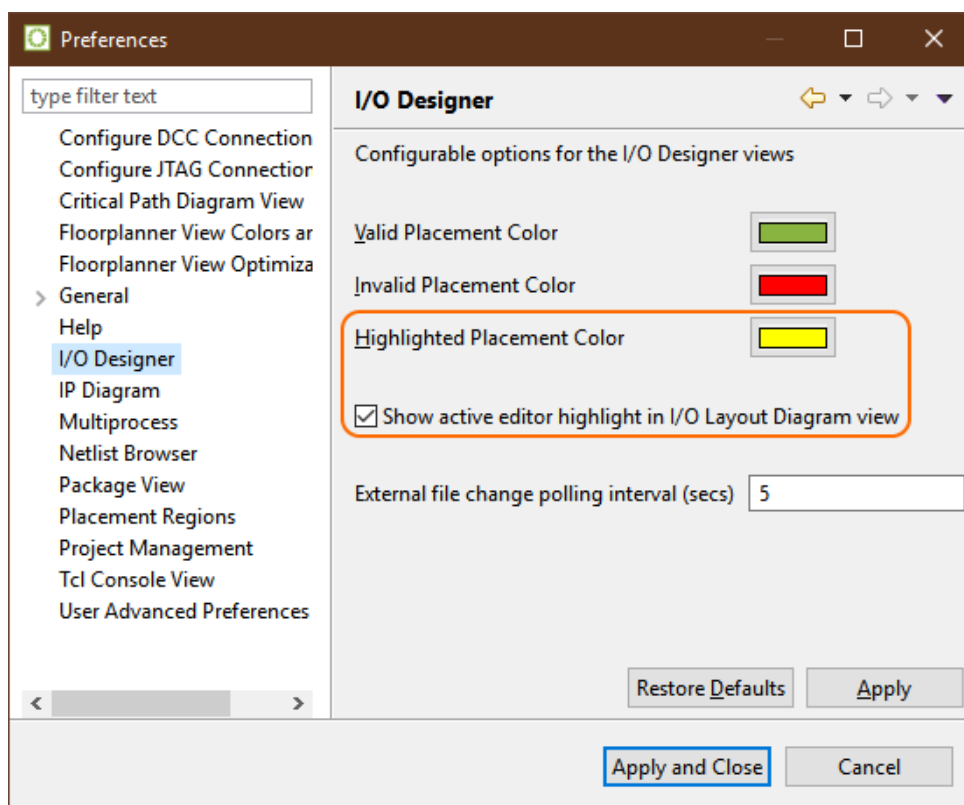 Preferences
type filter text
Configure DCC Connection
Configure JTAG Connection
Critical Path Diagram View
Floorplanner View Colors ar
Floorplanner View Optimiza
General
Help
I/O Designer
IP Diagram
Multiprocess
Netlist Browser
Package View
Placement Regions
Project Management
Tcl Console View
User Advanced Preferences
I/O Designer
Configurable options for the I/O Designer views
Valid Placement Color
Invalid Placement Color
Highlighted Placement Color
Show active editor highlight in I/O Layout Diagram view
External file change polling interval (secs) 5
Restore Defaults Apply
Apply and Close Cancel